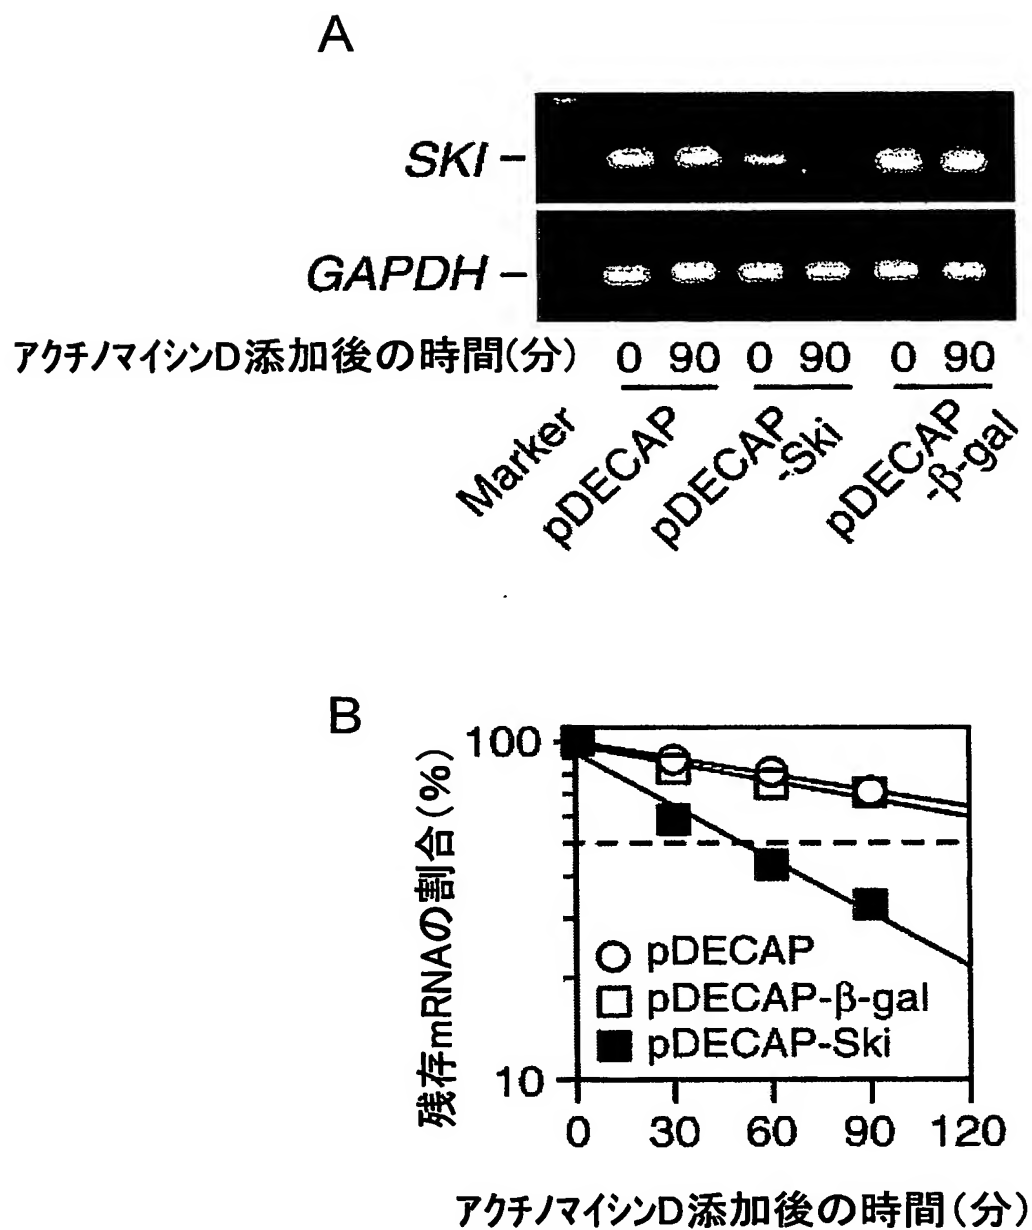 A
SKI
GAPDH
アクチノマイシンD添加後の時間(分) 0 90 0 90 0 90
Marker
pDECAP
pDECAP
-Ski
pDECAP
-β-gal
B
残存mRNAの割合(%)
100
10
pDECAP
pDECAP-β-gal
pDECAP-Ski
0 30 60 90 120
アクチノマイシンD添加後の時間(分)